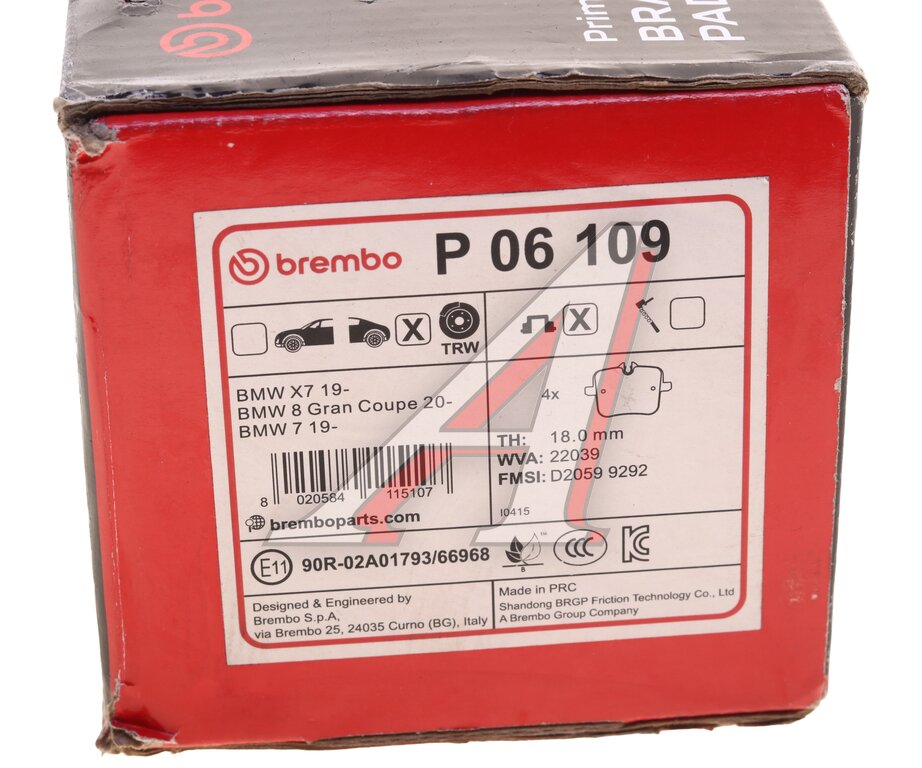 brembo
Prim
BRA
PAD
brembo P 06 109
X TRW X
BMW X7 19-
BMW 8 Gran Coupe 20-
BMW 7 19-
4x
TH: 18.0 mm
WVA: 22039
FMSI: D2059 9292
8 020584 115107
I0415
bremboparts.com
E11 90R-02A01793/66968
TM
B
CCC
KC
Designed & Engineered by
Brembo S.p.A,
via Brembo 25, 24035 Curno (BG), Italy
Made in PRC
Shandong BRGP Friction Technology Co., Ltd
A Brembo Group Company